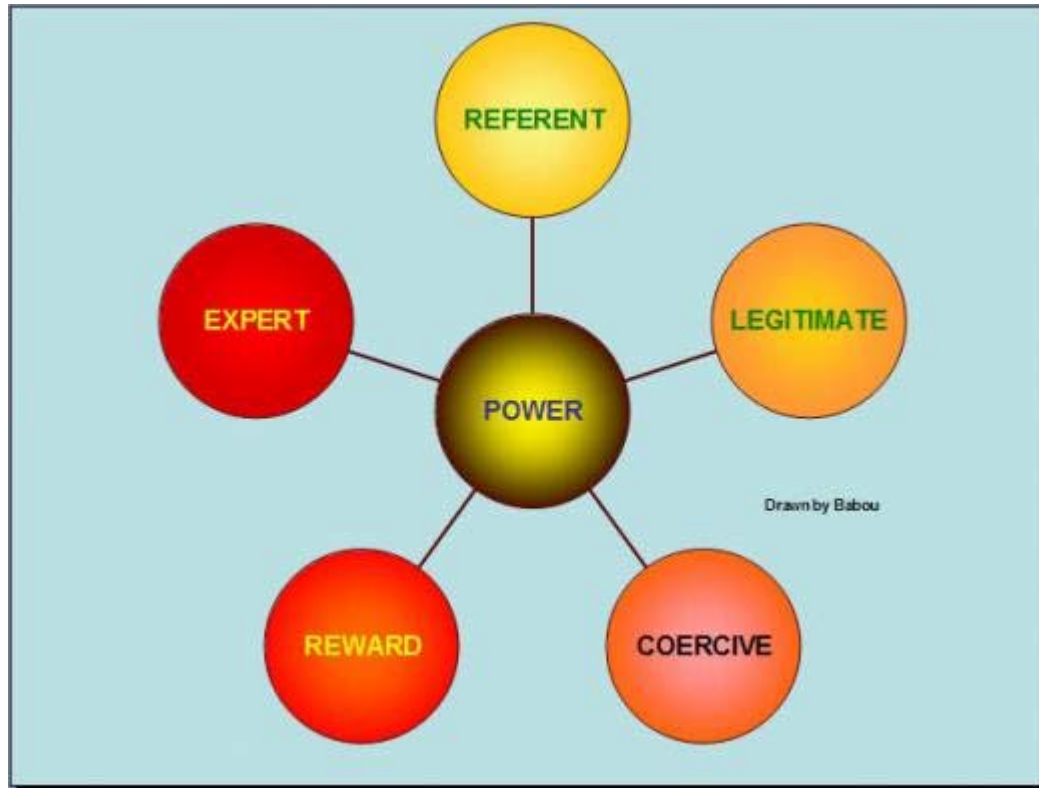 REFERENT
EXPERT
LEGITIMATE
POWER
Drawn by Babou
REWARD
COERCIVE